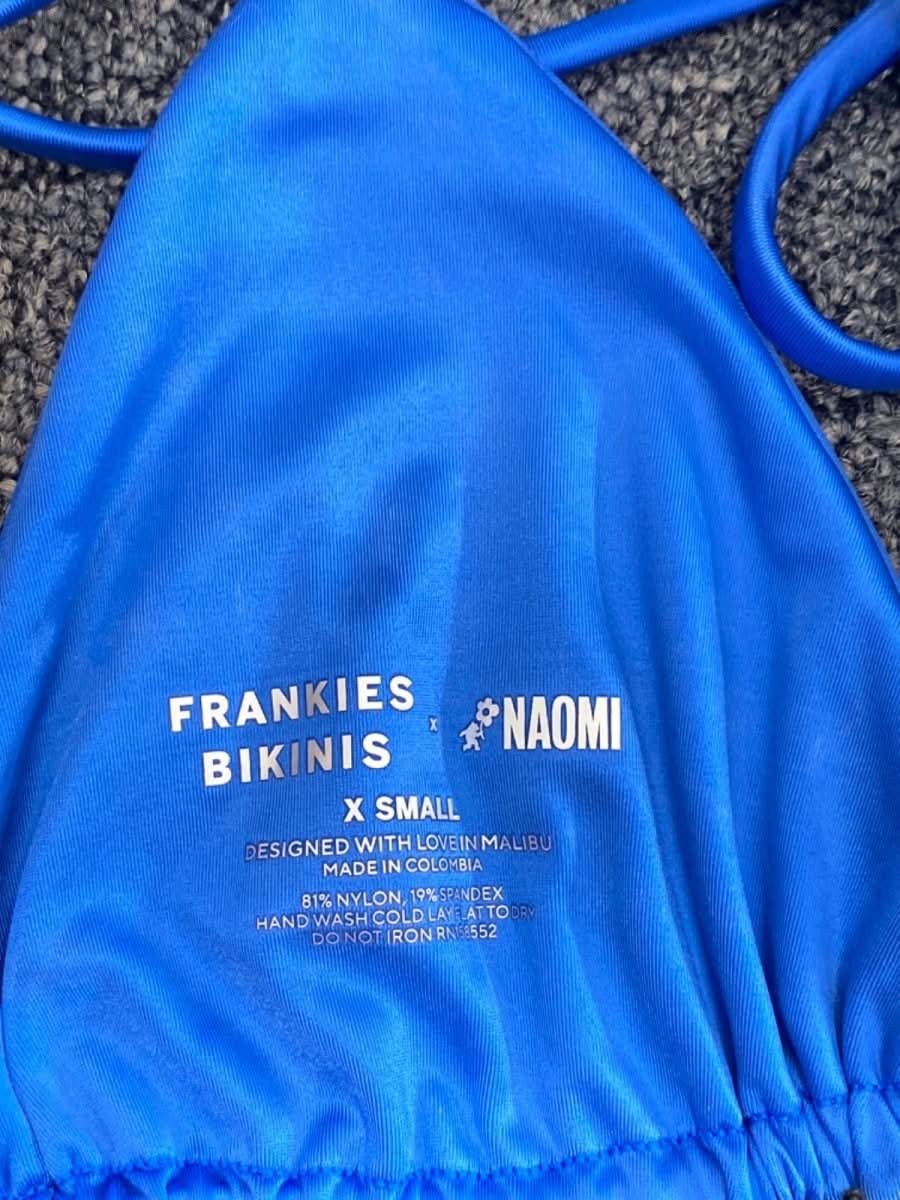 FRANKIES
BIKINIS
x
NAOMI
X SMALL
DESIGNED WITH LOVE IN MALIBU
MADE IN COLOMBIA
81% NYLON, 19% SPANDEX
HAND WASH COLD LAY FLAT TO DRY
DO NOT IRON